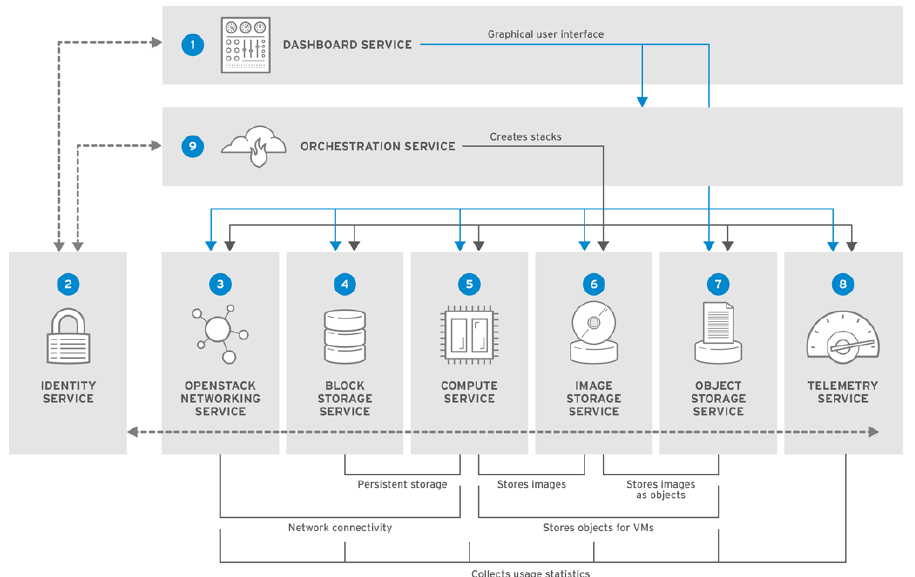 1
DASHBOARD SERVICE
Graphical user interface
9
ORCHESTRATION SERVICE
Creates stacks
2
IDENTITY
SERVICE
3
OPENSTACK
NETWORKING
SERVICE
4
BLOCK
STORAGE
SERVICE
5
COMPUTE
SERVICE
6
IMAGE
STORAGE
SERVICE
7
OBJECT
STORAGE
SERVICE
8
TELEMETRY
SERVICE
Persistent storage
Stores images
Stores images
as objects
Network connectivity
Stores objects for VMs
Collects usage statistics